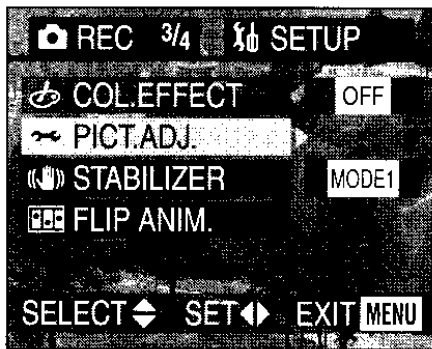 REC 3/4 SETUP
COL.EFFECT OFF
PICT.ADJ.
STABILIZER MODE1
FLIP ANIM.
SELECT SET EXIT MENU